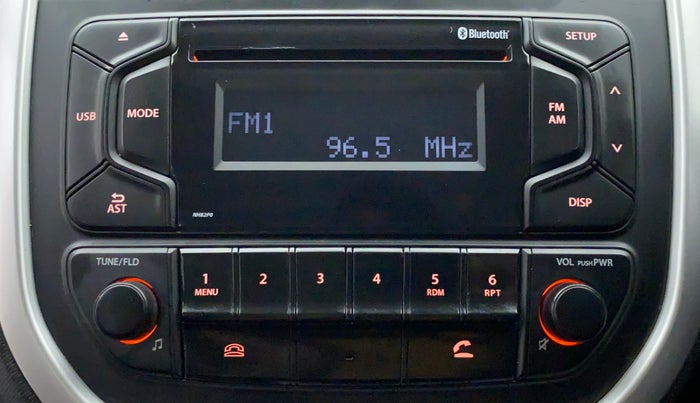 Bluetooth
SETUP
USB
MODE
FM1
96.5 MHz
FM
AM
AST
DISP
TUNE/FLD
1
MENU
2
3
4
5
RDM
6
RPT
VOL PUSH PWR